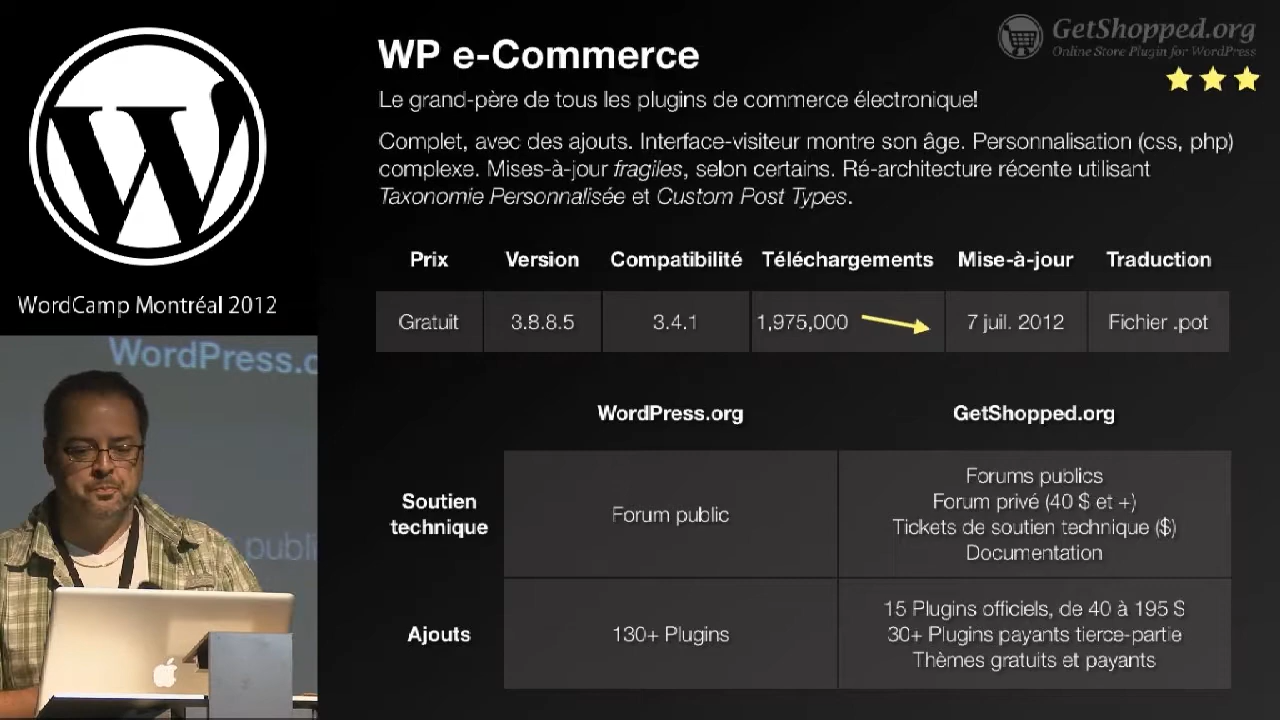 GetShopped.org
Online Store Plugin for WordPress
WP e-Commerce
Le grand-père de tous les plugins de commerce électronique!
Complet, avec des ajouts. Interface-visiteur montre son âge. Personnalisation (css, php)
complexe. Mises-à-jour fragiles, selon certains. Ré-architecture récente utilisant
Taxonomie Personnalisée et Custom Post Types.
Prix Version Compatibilité Téléchargements Mise-à-jour Traduction
Gratuit 3.8.8.5 3.4.1 1,975,000 7 juil. 2012 Fichier .pot
WordPress.org GetShopped.org
Soutien
technique
Forum public
Forums publics
Forum privé (40 $ et +)
Tickets de soutien technique ($)
Documentation
Ajouts
130+ Plugins
15 Plugins officiels, de 40 à 195 $
30+ Plugins payants tierce-partie
Thèmes gratuits et payants
WordCamp Montréal 2012
WordPress.o
publi